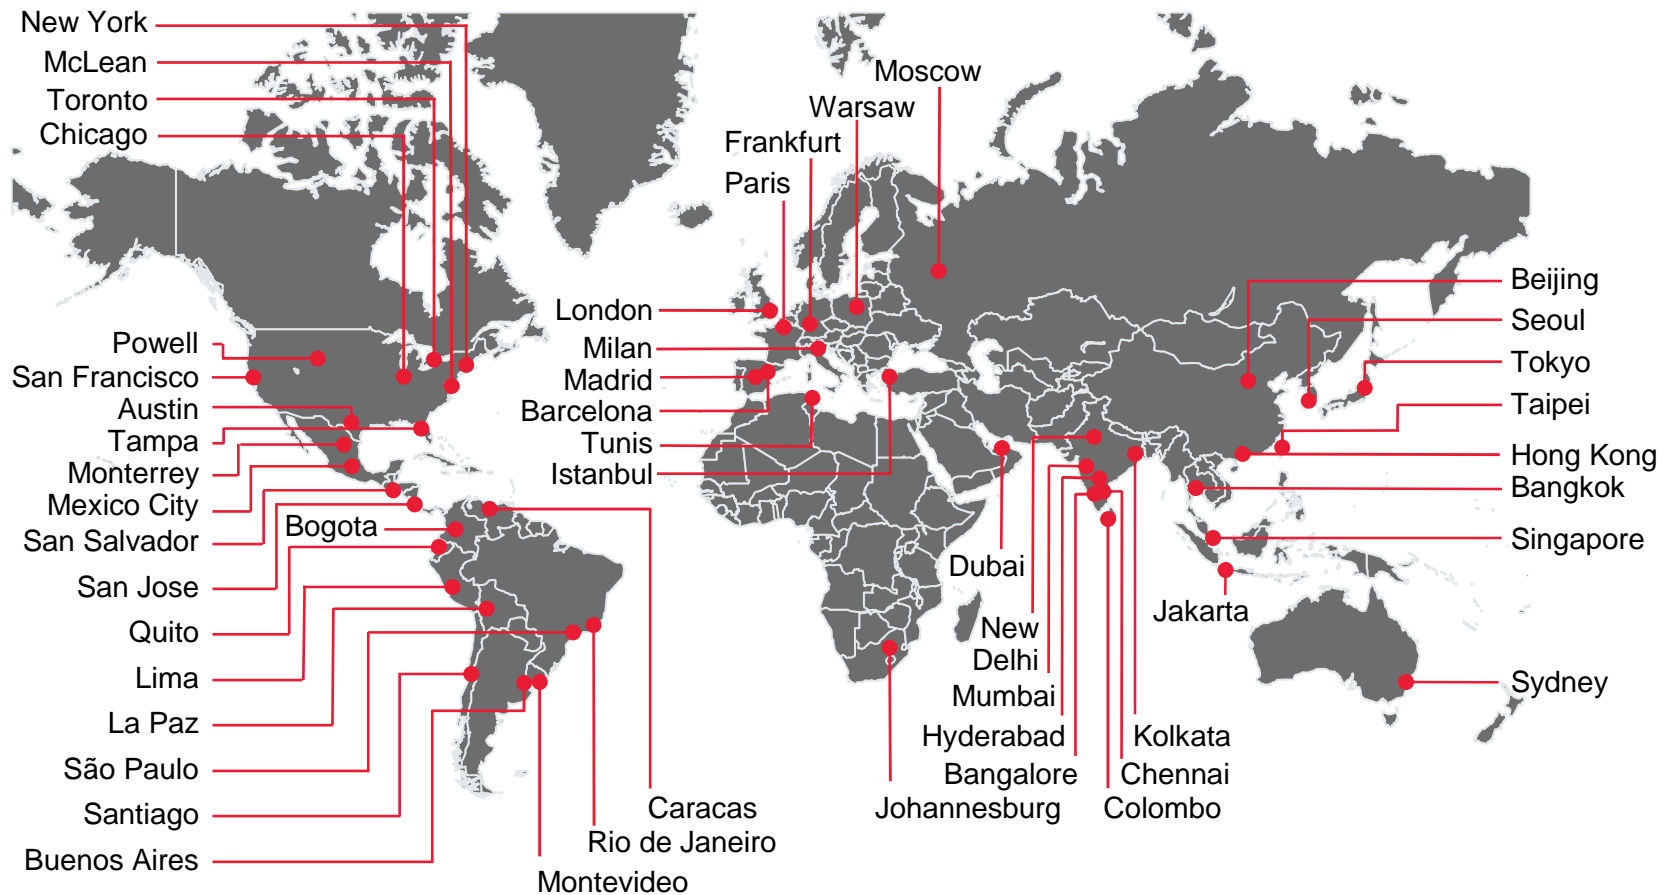 New York
McLean
Toronto
Chicago
Moscow
Warsaw
Frankfurt
Paris
London
Milan
Madrid
Barcelona
Tunis
Istanbul
Powell
San Francisco
Austin
Tampa
Monterrey
Mexico City
San Salvador
San Jose
Quito
Lima
La Paz
São Paulo
Santiago
Buenos Aires
Bogota
Caracas
Rio de Janeiro
Montevideo
Dubai
New
Delhi
Mumbai
Hyderabad
Bangalore
Johannesburg
Kolkata
Chennai
Colombo
Beijing
Seoul
Tokyo
Taipei
Hong Kong
Bangkok
Singapore
Jakarta
Sydney